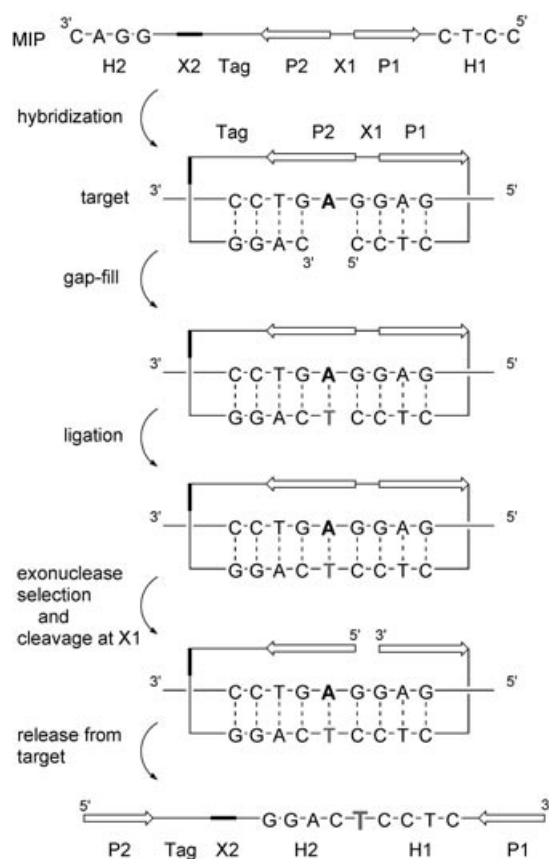 MIP 3' C-A-G-G C-T-C-C 5'
H2 X2 Tag P2 X1 P1 H1
hybridization
Tag P2 X1 P1
target 3' C-C-T-G-A-G-G-A-G 5'
G-G-A-C C-C-T-C
3' 5'
gap-fill
3' C-C-T-G-A-G-G-A-G 5'
G-G-A-C T C-C-T-C
ligation
3' C-C-T-G-A-G-G-A-G 5'
G-G-A-C-T-C-C-T-C
exonuclease
selection
and
cleavage at X1
5' 3'
3' C-C-T-G-A-G-G-A-G 5'
G-G-A-C-T-C-C-T-C
release from
target
5' G-G-A-C-T-C-C-T-C 3
P2 Tag X2 H2 H1 P1